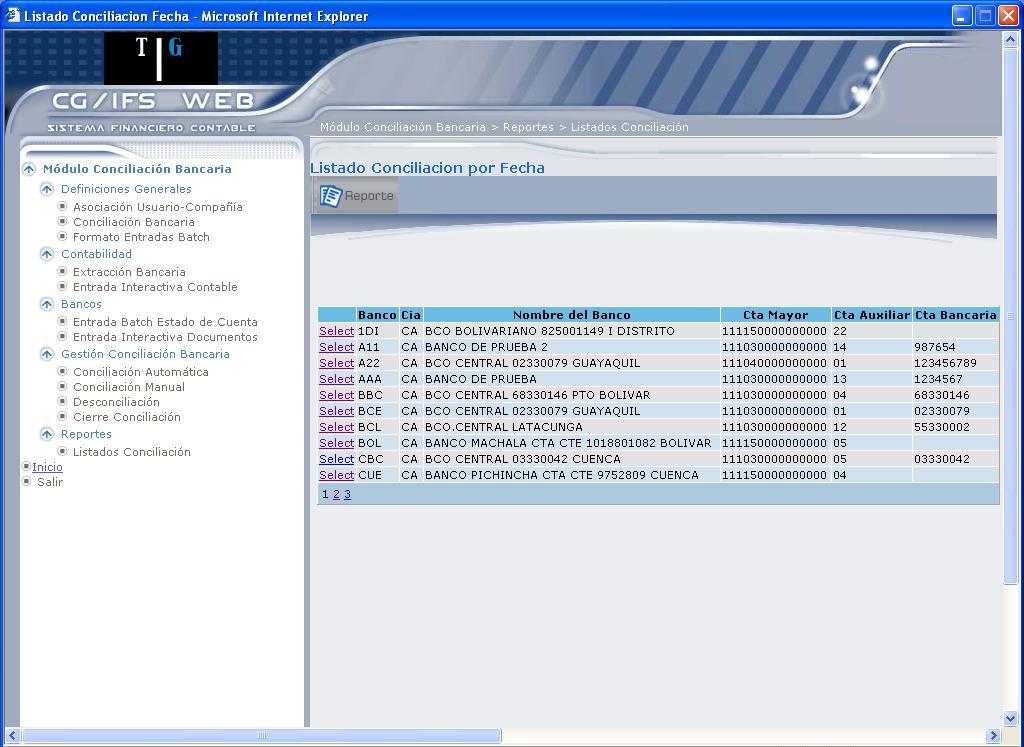 Listado Conciliacion Fecha - Microsoft Internet Explorer
T G
CG/IFS WEB
SISTEMA FINANCIERO CONTABLE
Módulo Conciliación Bancaria > Reportes > Listados Conciliación
Módulo Conciliación Bancaria
Definiciones Generales
Asociación Usuario-Compañía
Conciliación Bancaria
Formato Entradas Batch
Contabilidad
Extracción Bancaria
Entrada Interactiva Contable
Bancos
Entrada Batch Estado de Cuenta
Entrada Interactiva Documentos
Gestión Conciliación Bancaria
Conciliación Automática
Conciliación Manual
Desconciliación
Cierre Conciliación
Reportes
Listados Conciliación
Inicio
Salir
Listado Conciliacion por Fecha
Reporte
Banco Cia Nombre del Banco Cta Mayor Cta Auxiliar Cta Bancaria
Select 1DI CA BCO BOLIVARIANO 825001149 I DISTRITO 111150000000000 22
Select A11 CA BANCO DE PRUEBA 2 111030000000000 14 987654
Select A22 CA BCO CENTRAL 02330079 GUAYAQUIL 111040000000000 01 123456789
Select AAA CA BANCO DE PRUEBA 111030000000000 13 1234567
Select BBC CA BCO CENTRAL 68330146 PTO BOLIVAR 111030000000000 04 68330146
Select BCE CA BCO CENTRAL 02330079 GUAYAQUIL 111030000000000 01 02330079
Select BCL CA BCO.CENTRAL LATACUNGA 111030000000000 12 55330002
Select BOL CA BANCO MACHALA CTA CTE 1018801082 BOLIVAR 111150000000000 05
Select CBC CA BCO CENTRAL 03330042 CUENCA 111030000000000 05 03330042
Select CUE CA BANCO PICHINCHA CTA CTE 9752809 CUENCA 111150000000000 04
1 2 3